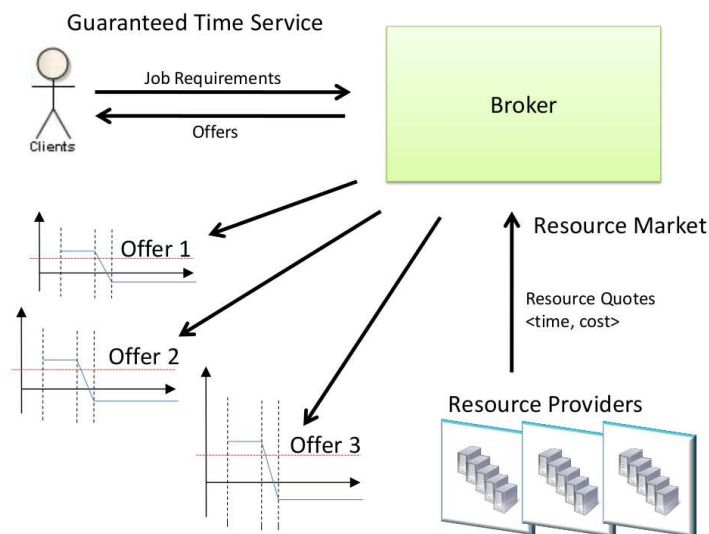 Guaranteed Time Service
Job Requirements
Broker
Offers
Clients
Offer 1
Resource Market
Resource Quotes
<time, cost>
Offer 2
Resource Providers
Offer 3